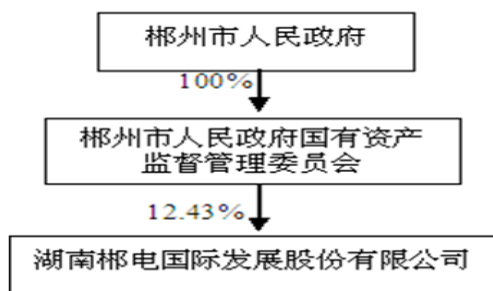 郴州市人民政府
100%
郴州市人民政府国有资产
监督管理委员会
12.43%
湖南郴电国际发展股份有限公司